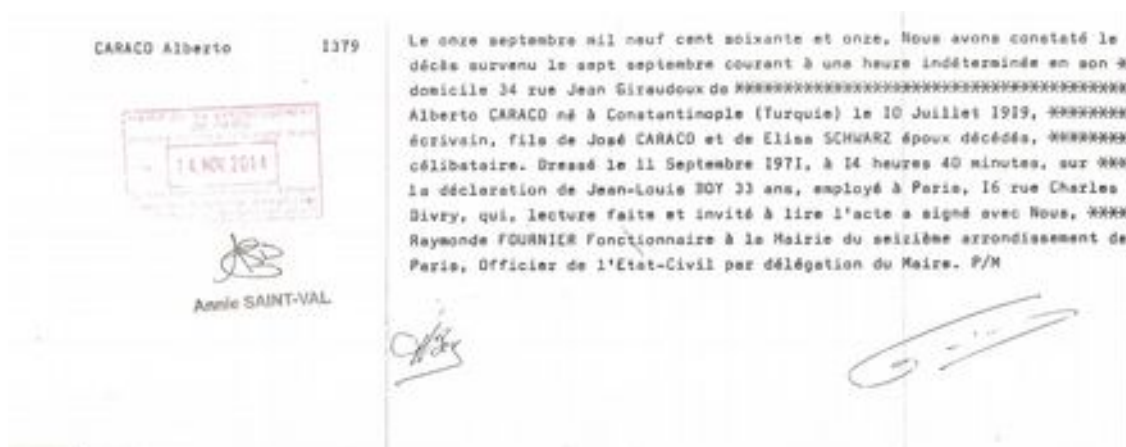 CARACO Alberto 1379
14 NOV. 2014
Annie SAINT-VAL
Le onze septembre mil neuf cent soixante et onze, Nous avons constaté le
décès survenu le sept septembre courant à une heure indéterminée en son *
domicile 34 rue Jean Giraudoux de ************************************
Alberto CARACO né à Constantinople (Turquie) le IO Juillet I9I9, ********
écrivain, fils de José CARACO et de Elisa SCHWARZ époux décédés, ********
célibataire. Dressé le 11 Septembre I97I, à I4 heures 40 minutes, sur ***
la déclaration de Jean-Louis BOY 33 ans, employé à Paris, I6 rue Charles
Divry, qui, lecture faite et invité à lire l'acte a signé avec Nous, ****
Raymonde FOURNIER Fonctionnaire à la Mairie du seizième arrondissement de
Paris, Officier de l'Etat-Civil par délégation du Maire. P/M